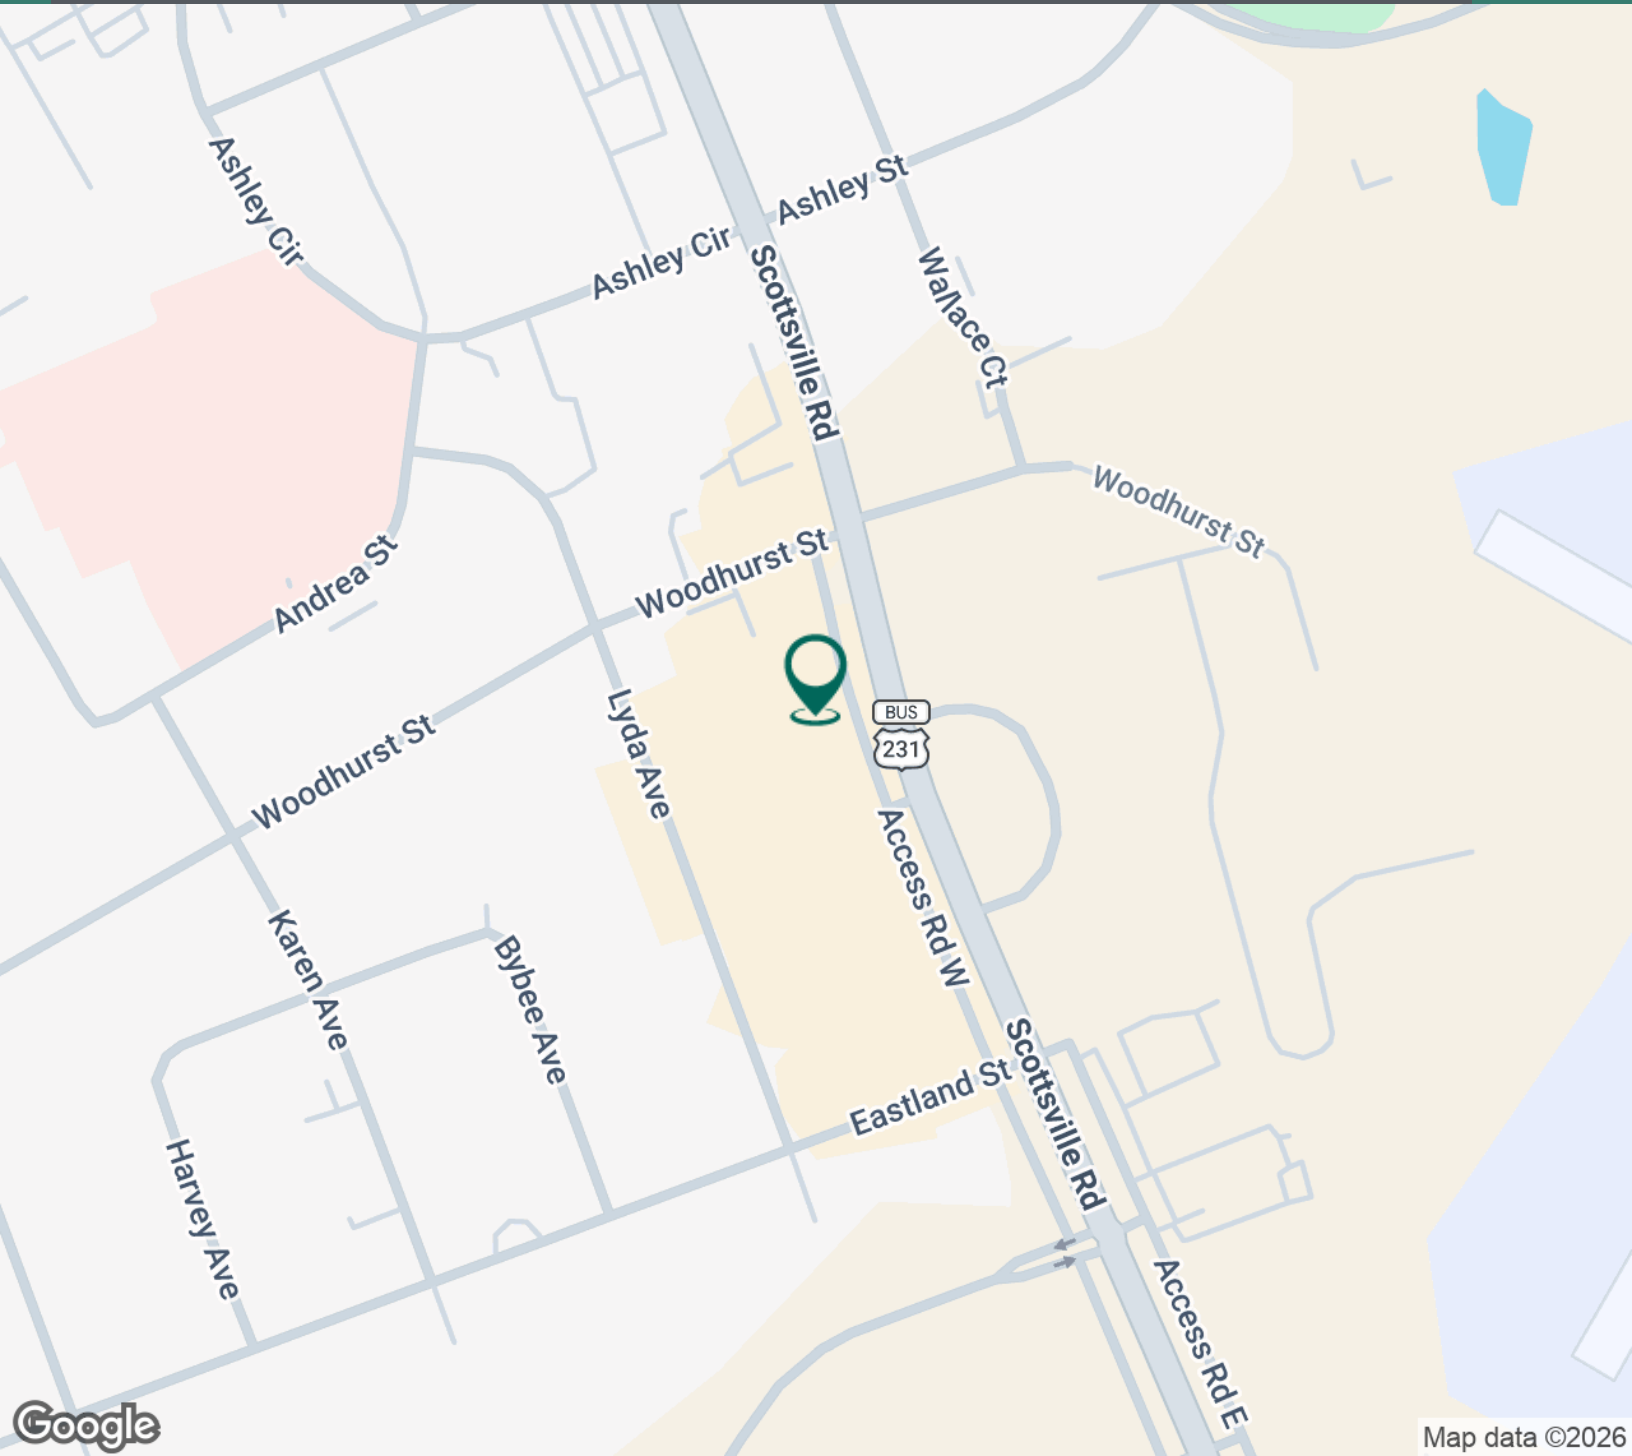 Ashley Cir
Ashley St
Ashley Cir
Scottsville Rd
Wallace Ct
Woodhurst St
Woodhurst St
Andrea St
Lyda Ave
BUS
231
Woodhurst St
Access Rd W
Karen Ave
Bybee Ave
Scottsville Rd
Eastland St
Harvey Ave
Access Rd E
Google
Map data ©2026